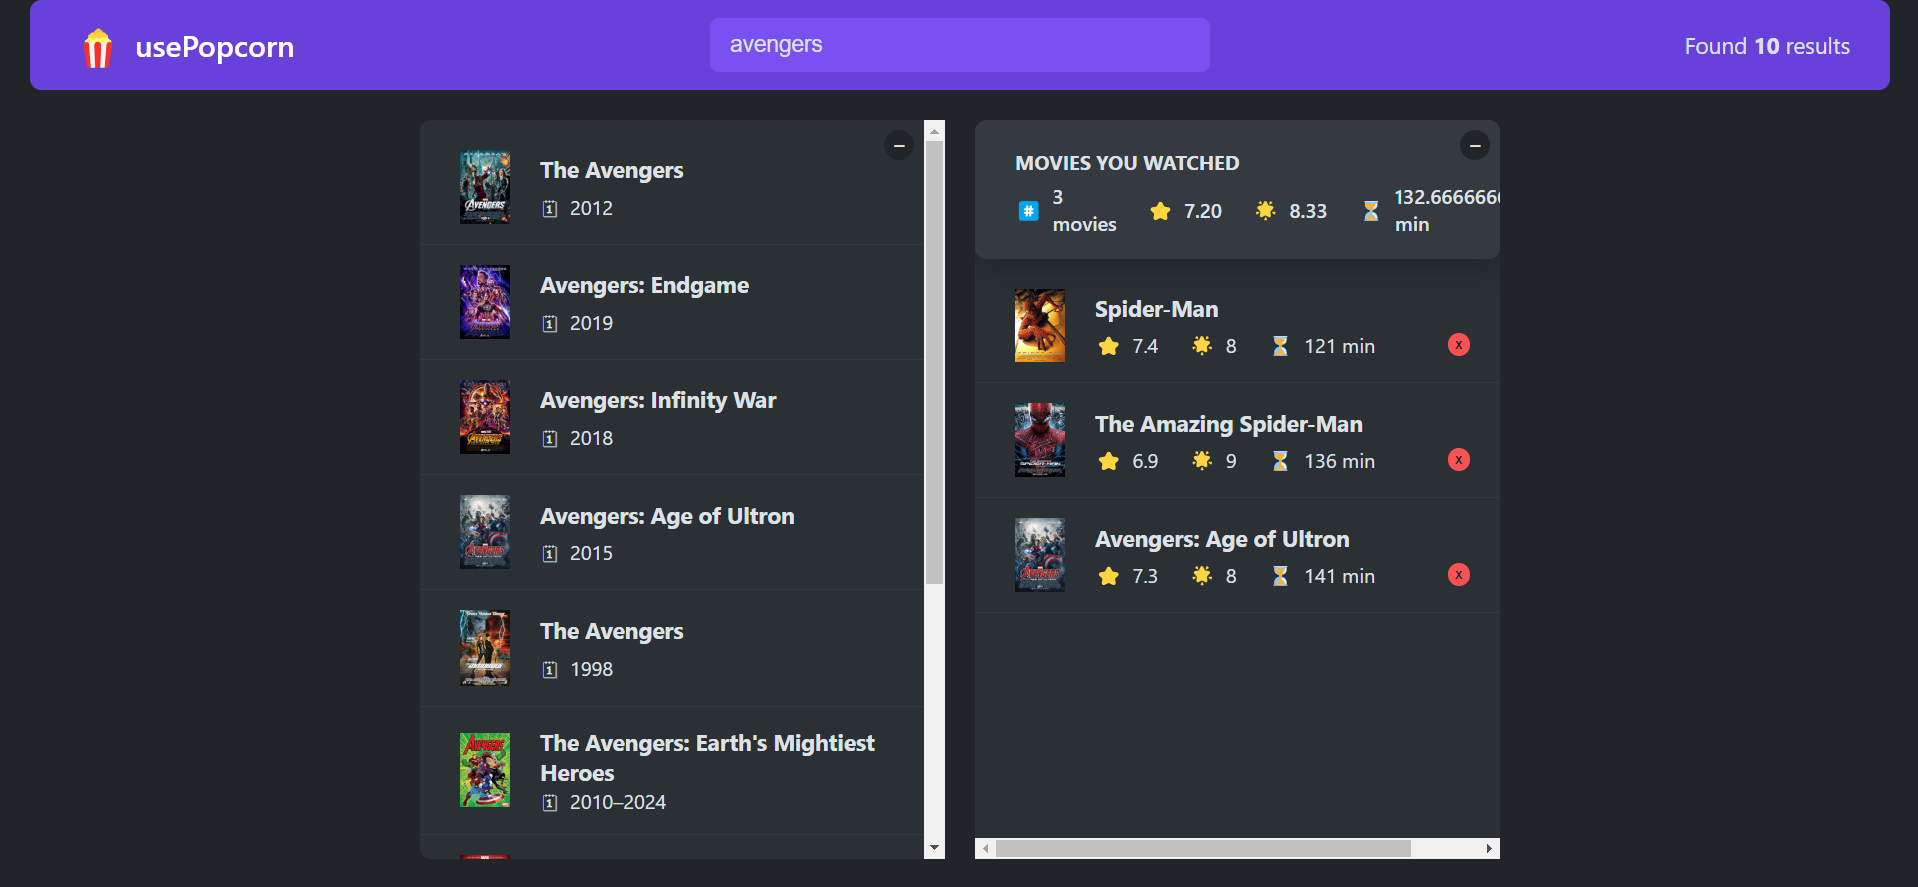 usePopcorn
avengers
Found 10 results
The Avengers
2012
Avengers: Endgame
2019
Avengers: Infinity War
2018
Avengers: Age of Ultron
2015
The Avengers
1998
The Avengers: Earth's Mightiest
Heroes
2010–2024
MOVIES YOU WATCHED
3 movies
7.20
8.33
132.6666666 min
Spider-Man
7.4 8 121 min
x
The Amazing Spider-Man
6.9 9 136 min
x
Avengers: Age of Ultron
7.3 8 141 min
x